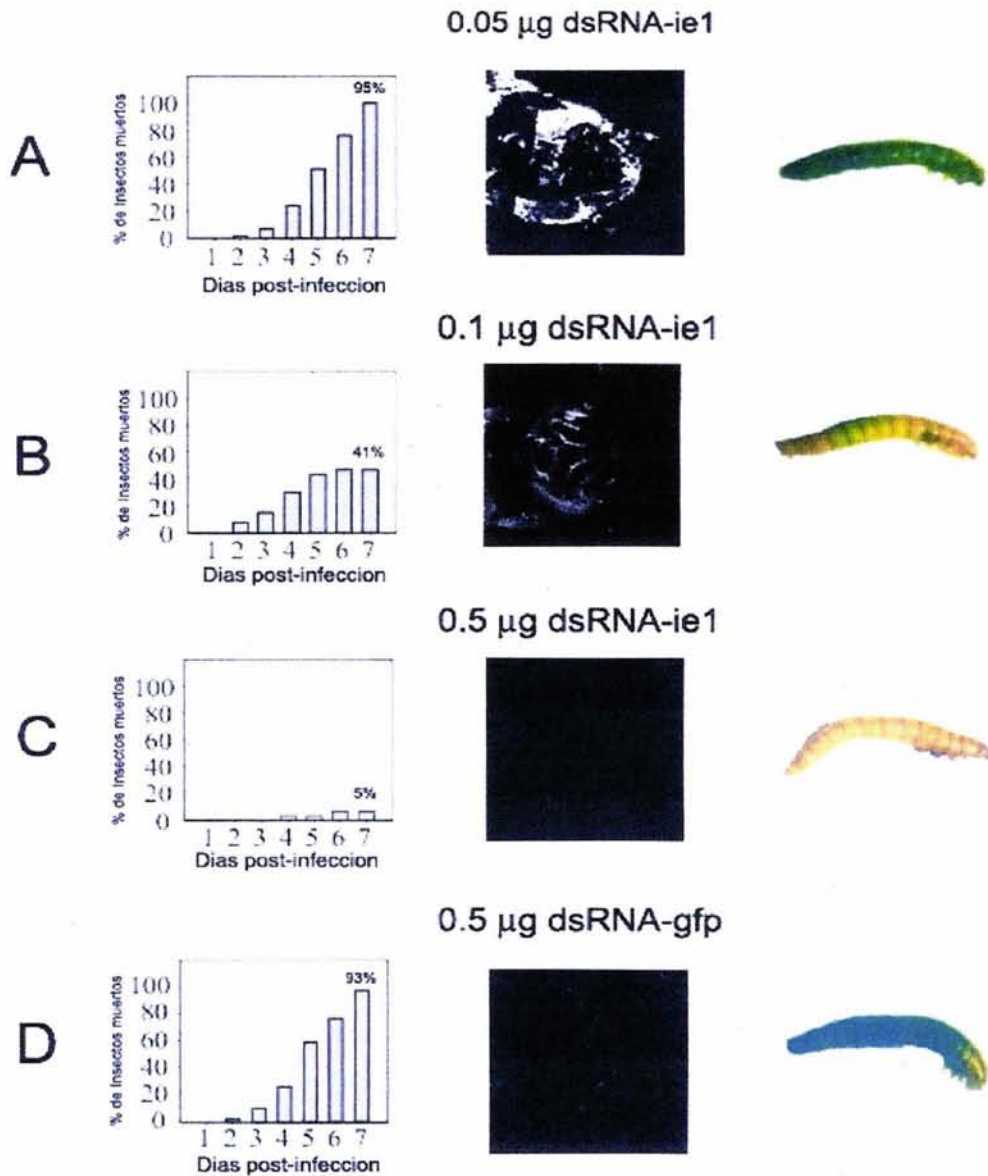 0.05 µg dsRNA-ie1
A
% de Insectos muertos
100
80
60
40
20
0
95%
1 2 3 4 5 6 7
Dias post-infeccion
0.1 µg dsRNA-ie1
B
% de Insectos muertos
100
80
60
40
20
0
41%
1 2 3 4 5 6 7
Dias post-infeccion
0.5 µg dsRNA-ie1
C
% de Insectos muertos
100
80
60
40
20
0
5%
1 2 3 4 5 6 7
Dias post-infeccion
0.5 µg dsRNA-gfp
D
% de Insectos muertos
100
80
60
40
20
0
93%
1 2 3 4 5 6 7
Dias post-infeccion